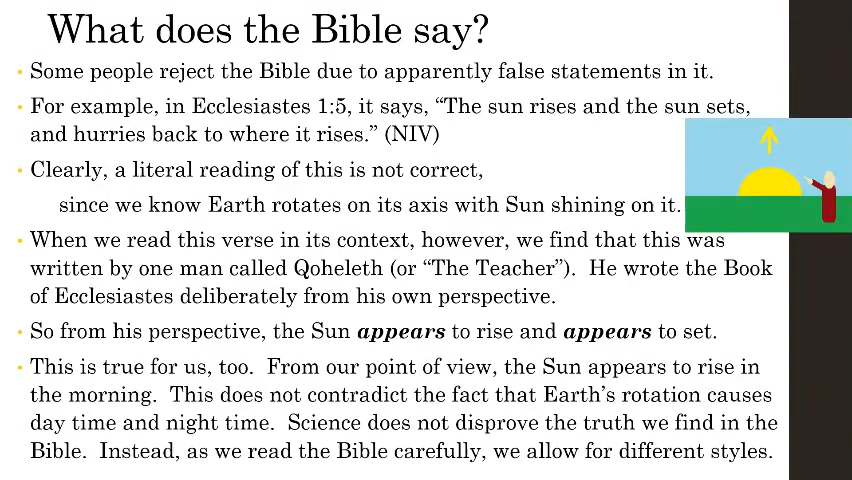 What does the Bible say?
• Some people reject the Bible due to apparently false statements in it.
• For example, in Ecclesiastes 1:5, it says, “The sun rises and the sun sets,
and hurries back to where it rises.” (NIV)
• Clearly, a literal reading of this is not correct,
since we know Earth rotates on its axis with Sun shining on it.
• When we read this verse in its context, however, we find that this was
written by one man called Qoheleth (or “The Teacher”).  He wrote the Book
of Ecclesiastes deliberately from his own perspective.
• So from his perspective, the Sun appears to rise and appears to set.
• This is true for us, too.  From our point of view, the Sun appears to rise in
the morning.  This does not contradict the fact that Earth’s rotation causes
day time and night time.  Science does not disprove the truth we find in the
Bible.  Instead, as we read the Bible carefully, we allow for different styles.